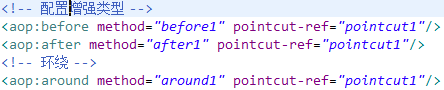 <!-- 配置增强类型 -->
<aop:before method="before1" pointcut-ref="pointcut1"/>
<aop:after method="after1" pointcut-ref="pointcut1"/>
<!-- 环绕 -->
<aop:around method="around1" pointcut-ref="pointcut1"/>